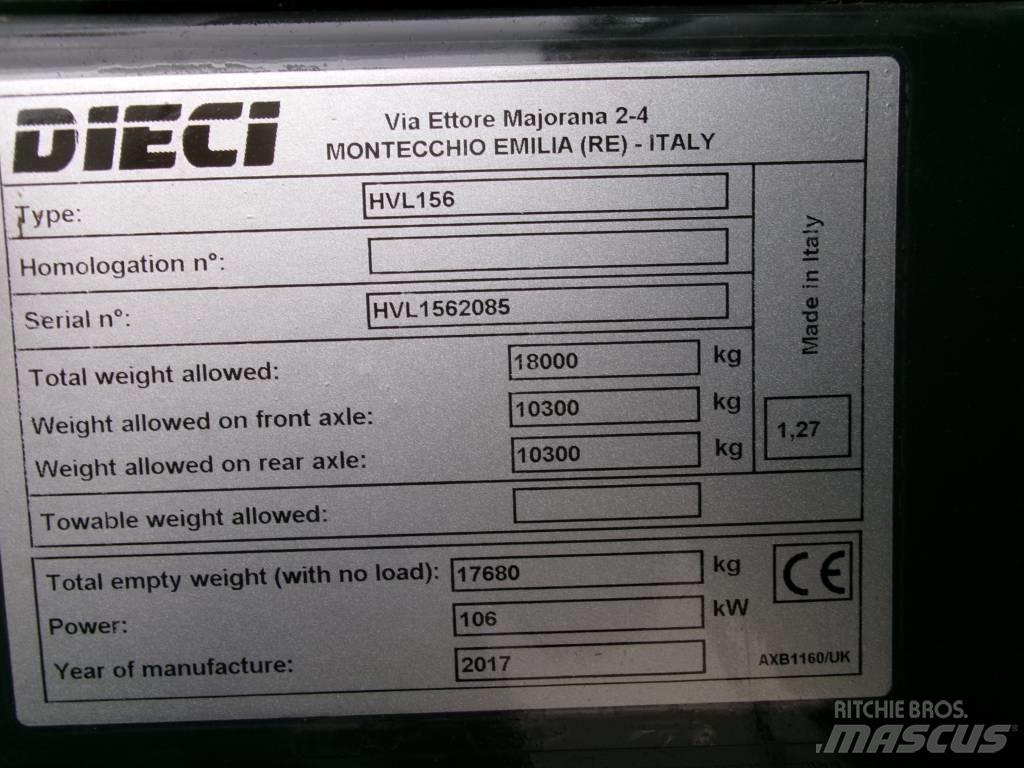 DIECI
Via Ettore Majorana 2-4
MONTECCHIO EMILIA (RE) - ITALY
Type: HVL156
Homologation n°:
Serial n°: HVL1562085
Made in Italy
Total weight allowed: 18000 kg
Weight allowed on front axle: 10300 kg
Weight allowed on rear axle: 10300 kg
1,27
Towable weight allowed:
Total empty weight (with no load): 17680 kg
CE
Power: 106 kW
Year of manufacture: 2017
AXB1160/UK
RITCHIE BROS.
MASCUS